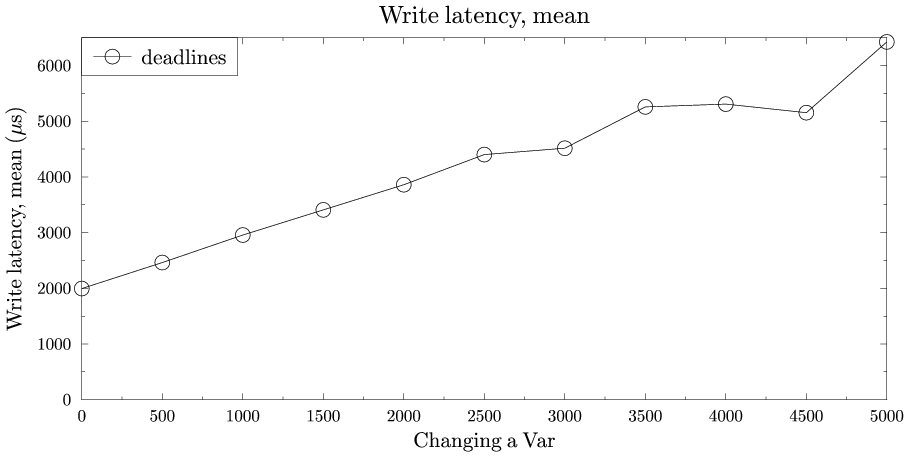 Write latency, mean
deadlines
Write latency, mean (μs)
6000
5000
4000
3000
2000
1000
0
0 500 1000 1500 2000 2500 3000 3500 4000 4500 5000
Changing a Var